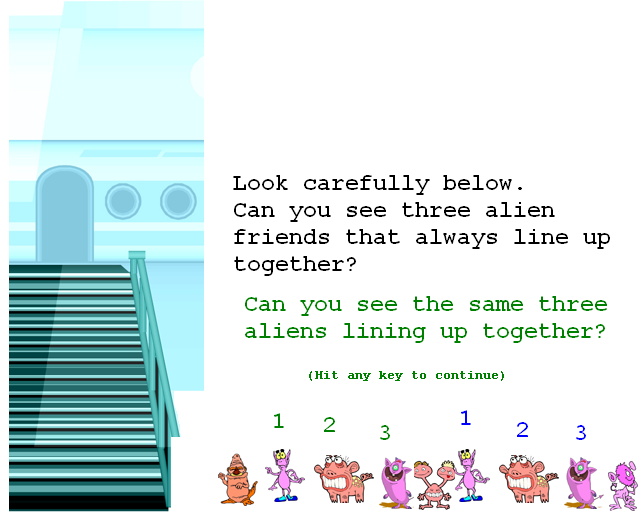 Look carefully below.
Can you see three alien
friends that always line up
together?
Can you see the same three
aliens lining up together?
(Hit any key to continue)
1 2 3 1 2 3